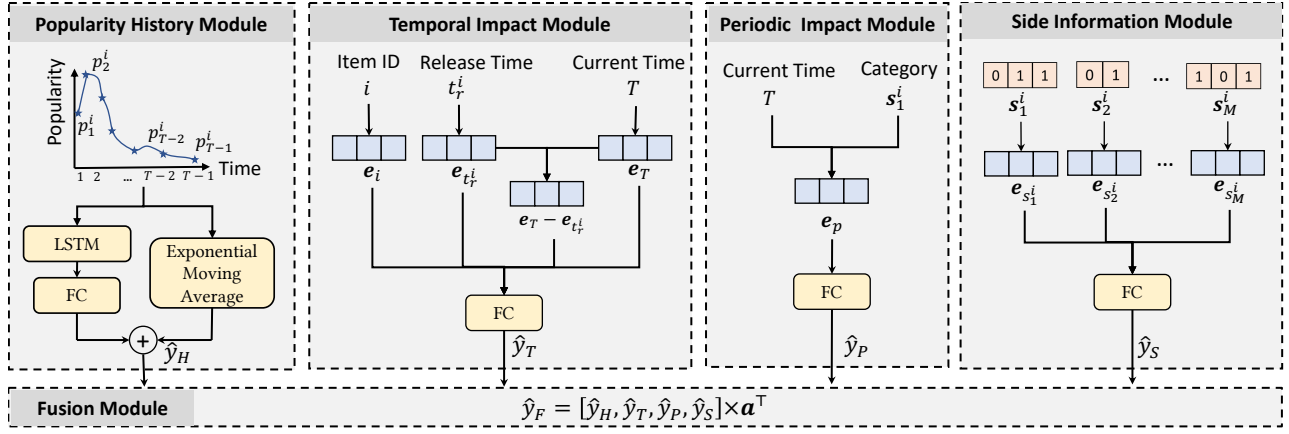 Popularity History Module
Popularity
p_2^i
p_1^i
p_{T-2}^i
p_{T-1}^i
Time
1 2 ... T − 2 T − 1
LSTM
FC
Exponential
Moving
Average
+
ŷ_H
Temporal Impact Module
Item ID Release Time Current Time
i t_r^i T
e_i e_{t_r^i} e_T
e_T − e_{t_r^i}
FC
ŷ_T
Periodic Impact Module
Current Time Category
T s_1^i
e_p
FC
ŷ_P
Side Information Module
0 1 1 0 1 ... 1 0 1
s_1^i s_2^i s_M^i
...
e_{s_1^i} e_{s_2^i} e_{s_M^i}
FC
ŷ_S
Fusion Module
ŷ_F = [ŷ_H, ŷ_T, ŷ_P, ŷ_S]×a^⊤